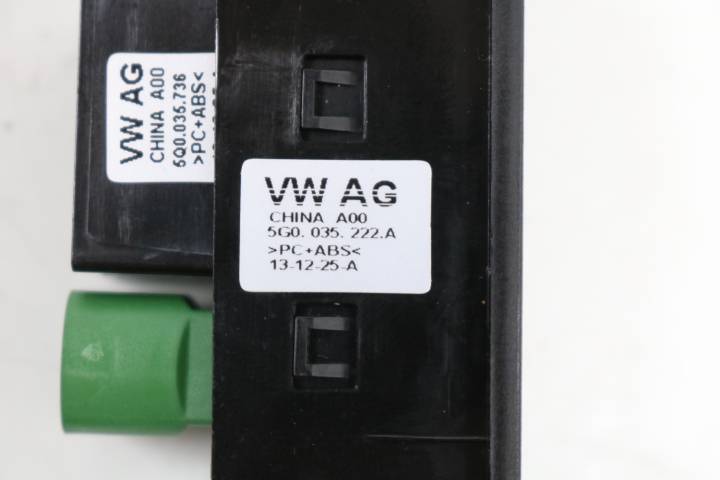 VW AG
CHINA A00
5Q0.035.736
>PC+ABS<
VW AG
CHINA A00
5G0. 035. 222.A
>PC+ABS<
13-12-25-A